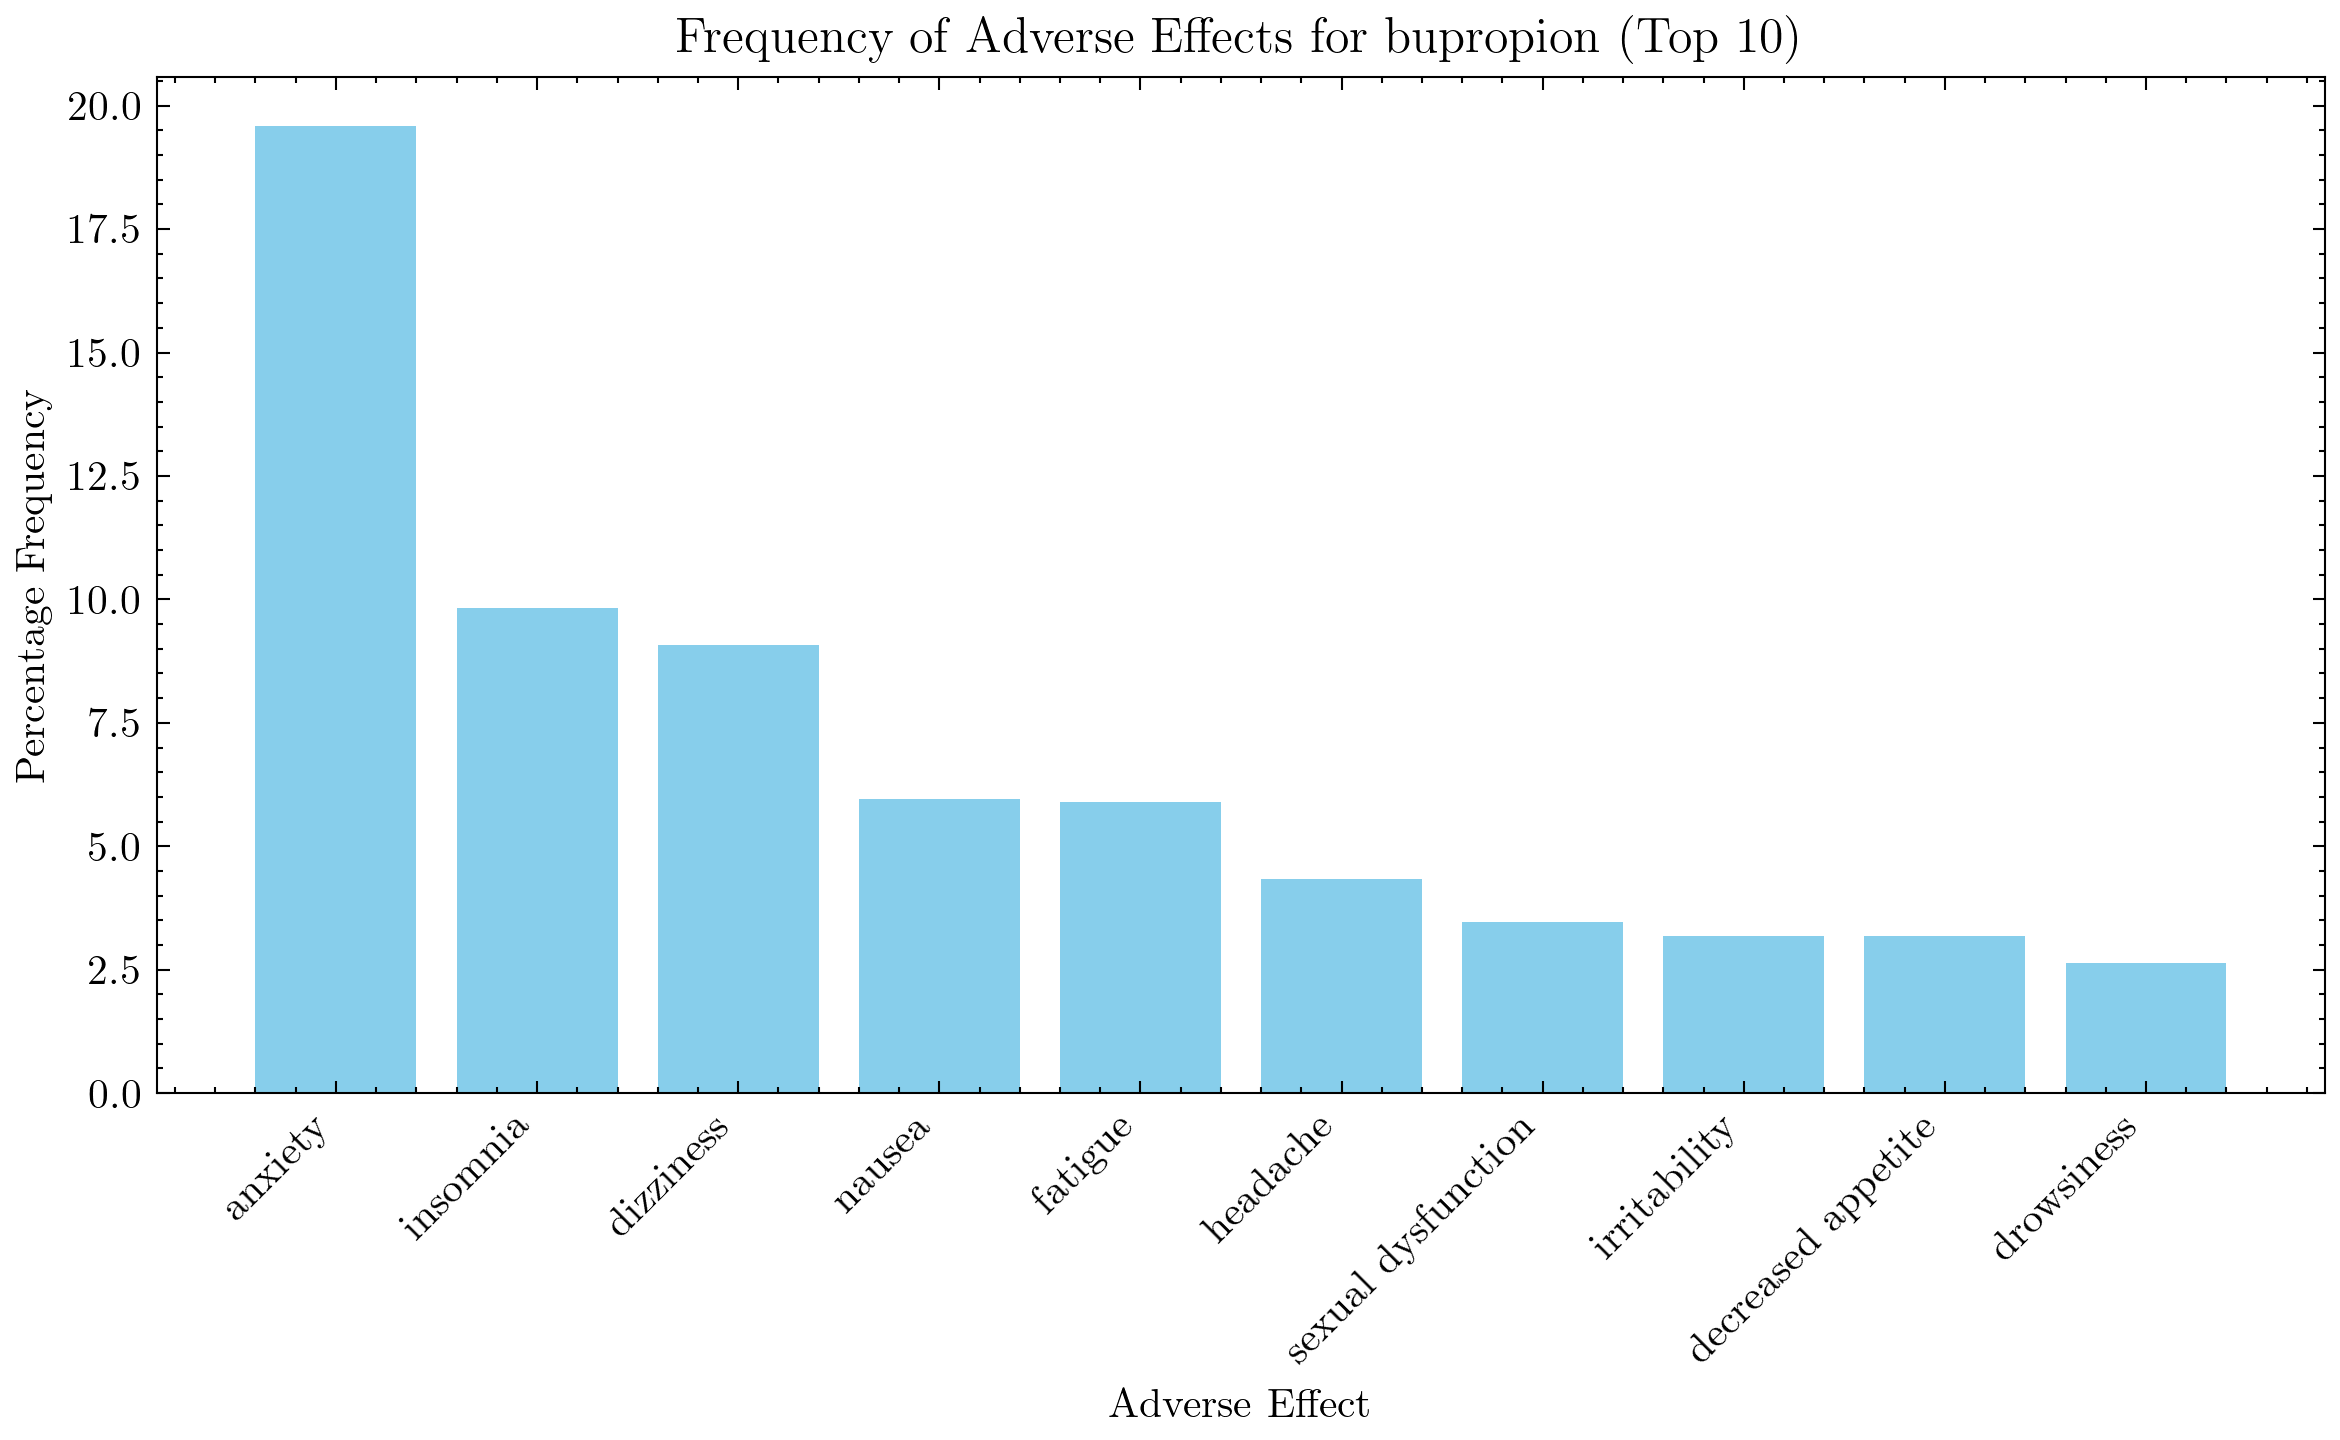 Frequency of Adverse Effects for bupropion (Top 10)
Percentage Frequency
20.0
17.5
15.0
12.5
10.0
7.5
5.0
2.5
0.0
anxiety
insomnia
dizziness
nausea
fatigue
headache
sexual dysfunction
irritability
decreased appetite
drowsiness
Adverse Effect